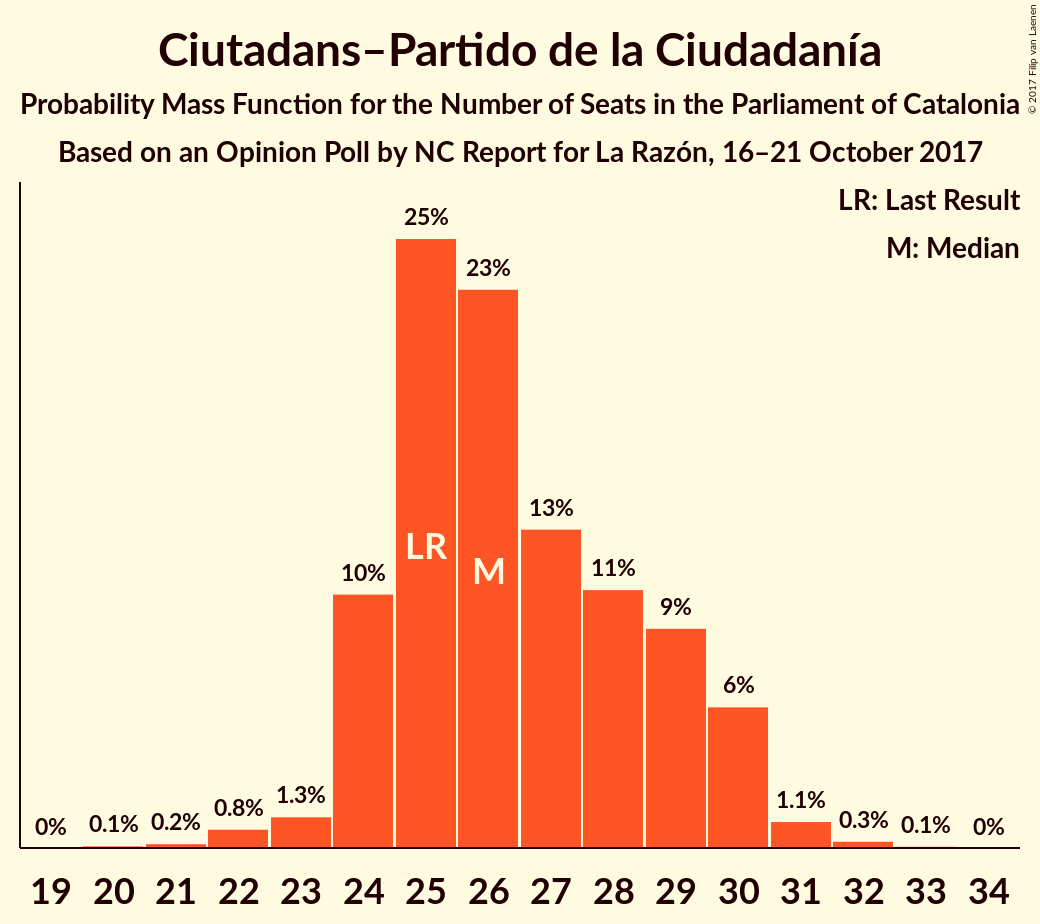 Ciutadans–Partido de la Ciudadanía
Probability Mass Function for the Number of Seats in the Parliament of Catalonia
Based on an Opinion Poll by NC Report for La Razón, 16–21 October 2017
© 2017 Filip van Laenen
LR: Last Result
M: Median
0% 0.1% 0.2% 0.8% 1.3% 10% 25% 23% 13% 11% 9% 6% 1.1% 0.3% 0.1% 0%
LR M
19 20 21 22 23 24 25 26 27 28 29 30 31 32 33 34